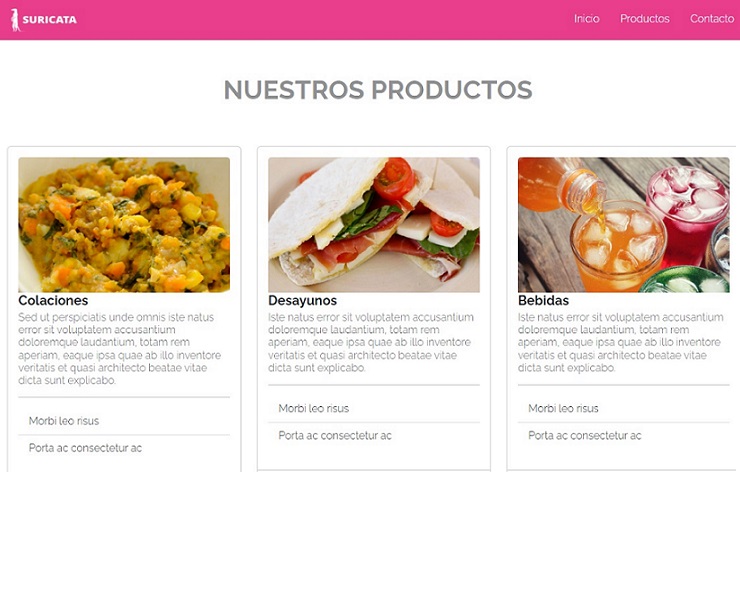 SURICATA
Inicio
Productos
Contacto
NUESTROS PRODUCTOS
Colaciones
Sed ut perspiciatis unde omnis iste natus
error sit voluptatem accusantium
doloremque laudantium, totam rem
aperiam, eaque ipsa quae ab illo inventore
veritatis et quasi architecto beatae vitae
dicta sunt explicabo.
Morbi leo risus
Porta ac consectetur ac
Desayunos
Iste natus error sit voluptatem accusantium
doloremque laudantium, totam rem
aperiam, eaque ipsa quae ab illo inventore
veritatis et quasi architecto beatae vitae
dicta sunt explicabo.
Morbi leo risus
Porta ac consectetur ac
Bebidas
Iste natus error sit voluptatem accusantium
doloremque laudantium, totam rem
aperiam, eaque ipsa quae ab illo inventore
veritatis et quasi architecto beatae vitae
dicta sunt explicabo.
Morbi leo risus
Porta ac consectetur ac